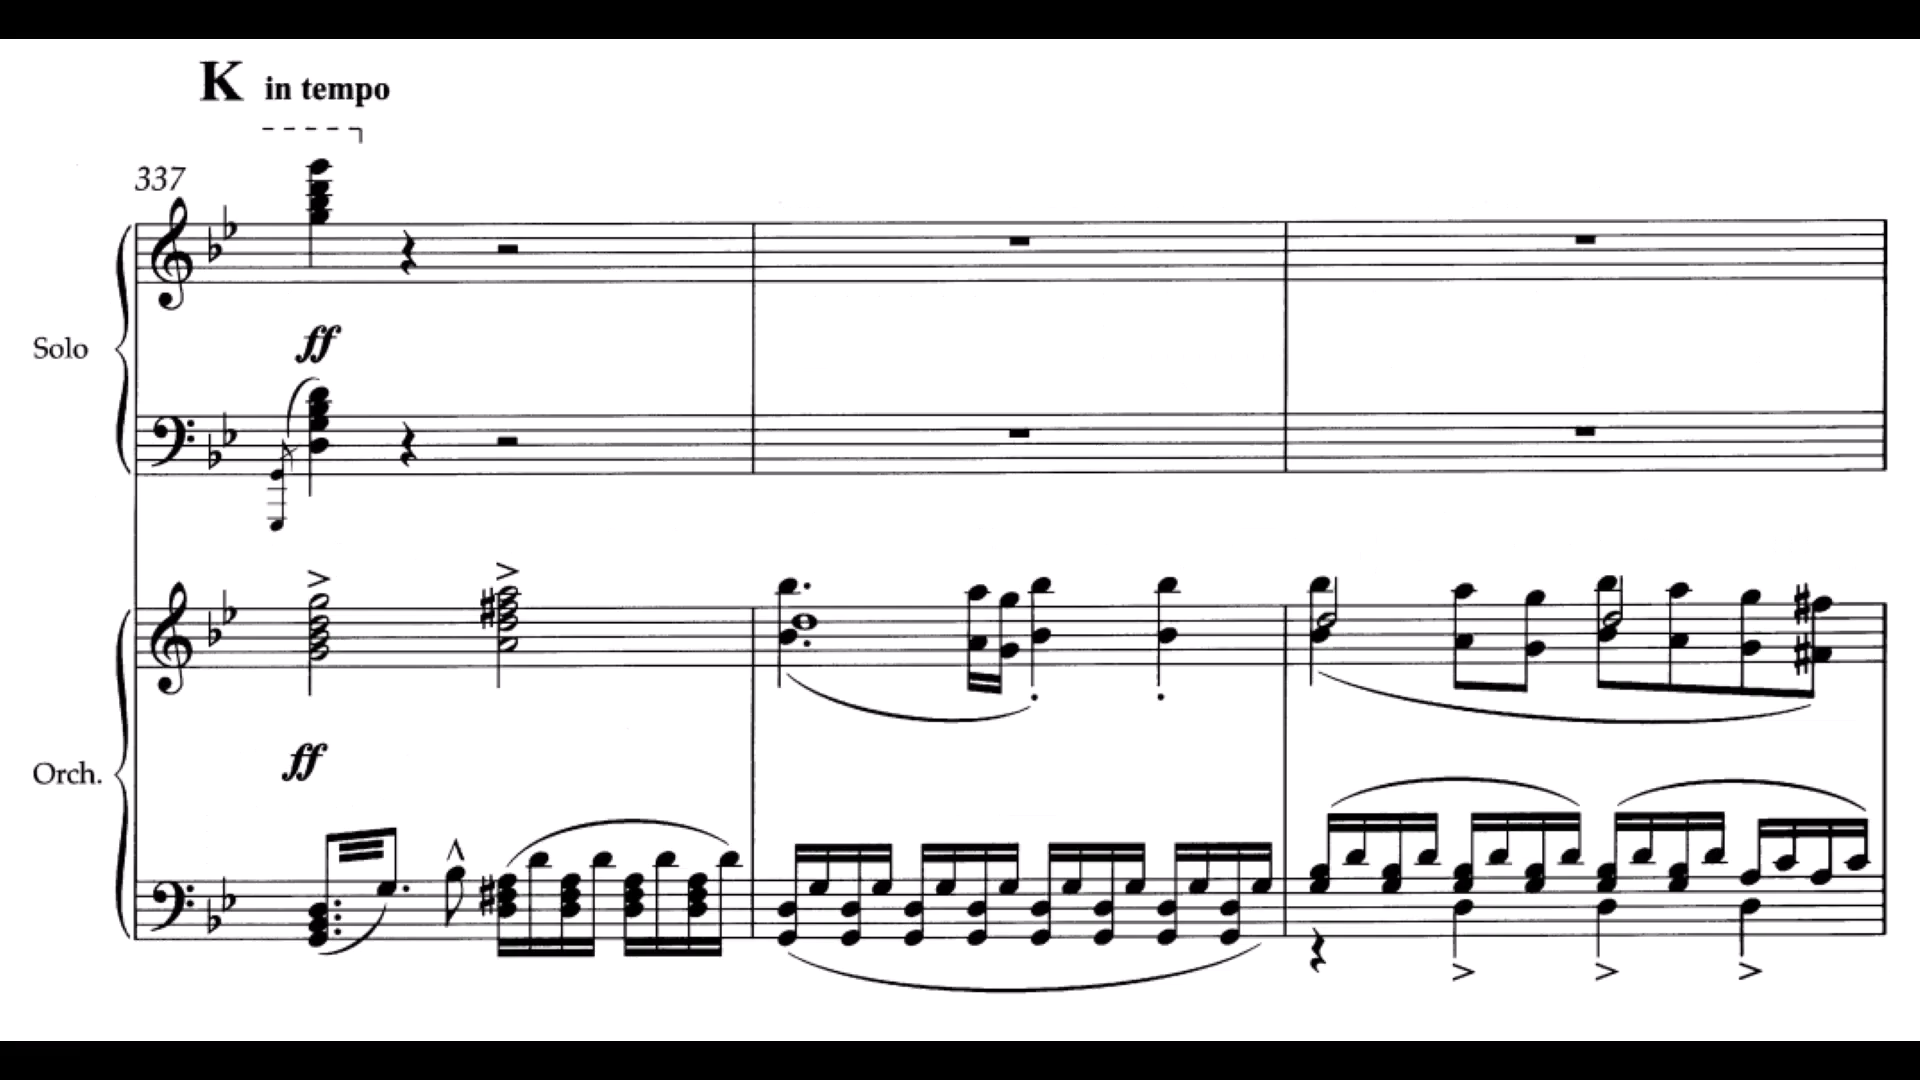 K in tempo
337
Solo
ff
Orch.
ff